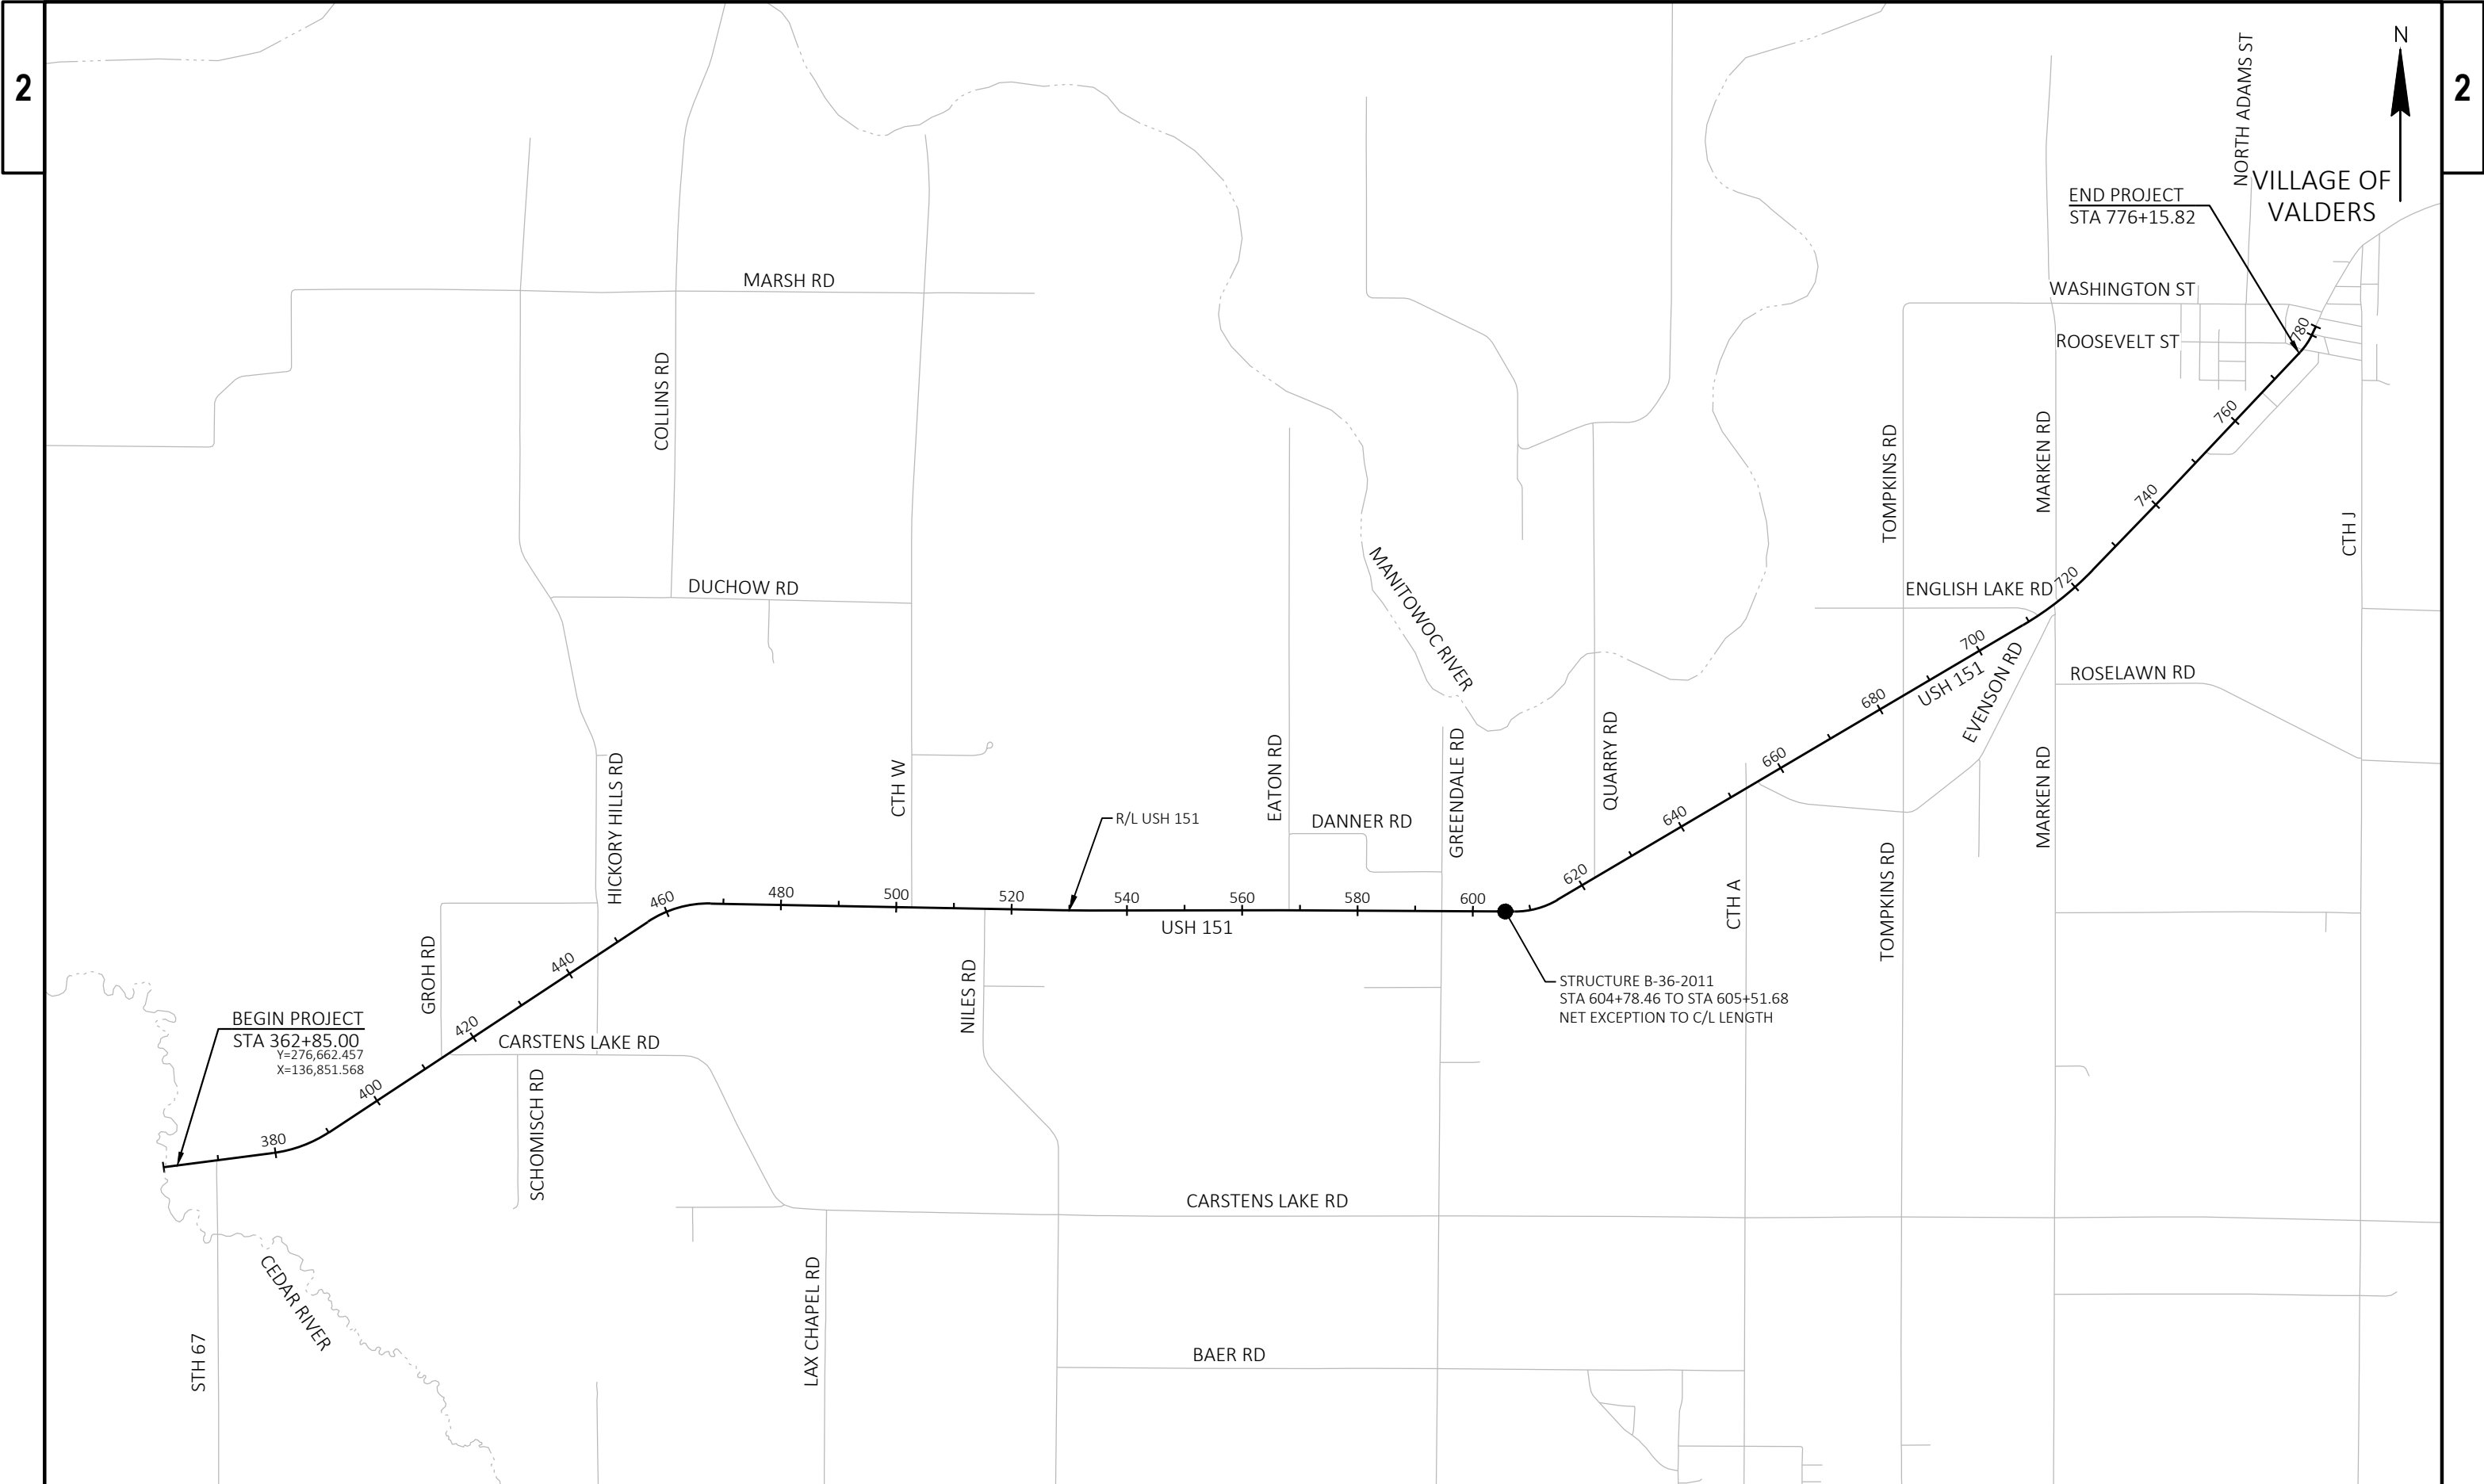 2
2
N
NORTH ADAMS ST
VILLAGE OF
VALDERS
END PROJECT
STA 776+15.82
MARSH RD
WASHINGTON ST
ROOSEVELT ST
780
COLLINS RD
760
TOMPKINS RD
MARKEN RD
740
CTH J
MANITOWOC RIVER
DUCHOW RD
ENGLISH LAKE RD
720
700
USH 151
EVENSON RD
ROSELAWN RD
680
660
640
620
HICKORY HILLS RD
CTH W
R/L USH 151
EATON RD
DANNER RD
GREENDALE RD
QUARRY RD
MARKEN RD
TOMPKINS RD
CTH A
460
480
500
520
540
560
580
600
USH 151
GROH RD
440
420
400
380
NILES RD
STRUCTURE B-36-2011
STA 604+78.46 TO STA 605+51.68
NET EXCEPTION TO C/L LENGTH
BEGIN PROJECT
STA 362+85.00
Y=276,662.457
X=136,851.568
CARSTENS LAKE RD
SCHOMISCH RD
CARSTENS LAKE RD
CEDAR RIVER
STH 67
LAX CHAPEL RD
BAER RD